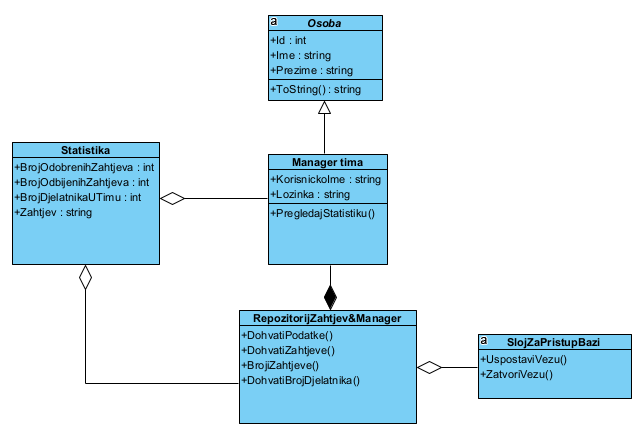 a
Osoba
+Id : int
+Ime : string
+Prezime : string
+ToString() : string
Statistika
+BrojOdobrenihZahtjeva : int
+BrojOdbijenihZahtjeva : int
+BrojDjelatnikaUTimu : int
+Zahtjev : string
Manager tima
+KorisnickoIme : string
+Lozinka : string
+PregledajStatistiku()
RepozitorijZahtjev&Manager
+DohvatiPodatke()
+DohvatiZahtjeve()
+BrojiZahtjeve()
+DohvatiBrojDjelatnika()
a
SlojZaPristupBazi
+UspostaviVezu()
+ZatvoriVezu()